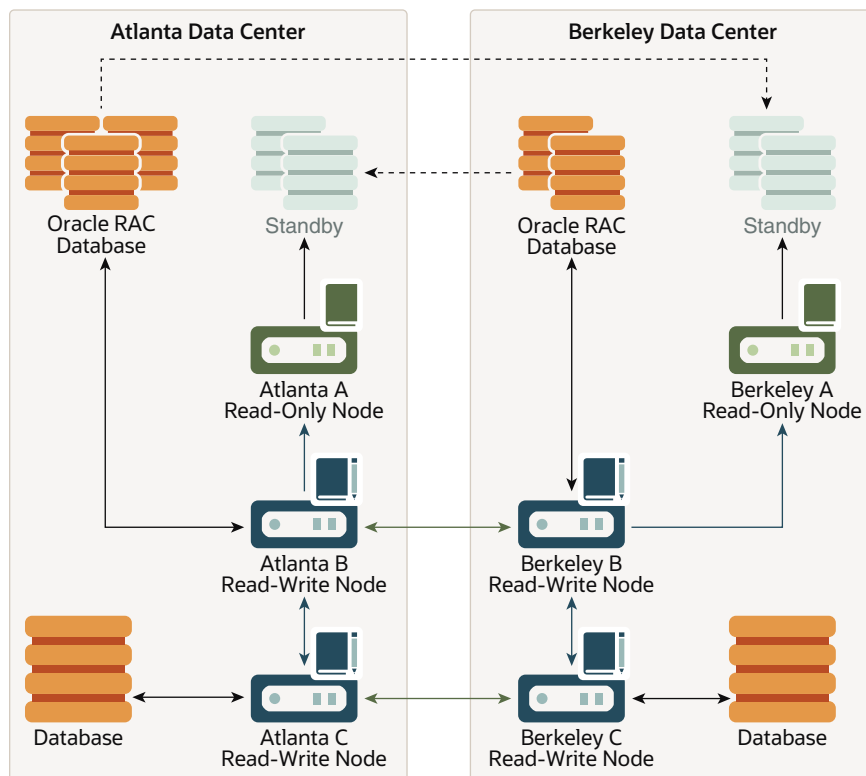 Atlanta Data Center
Berkeley Data Center
Oracle RAC
Database
Standby
Oracle RAC
Database
Standby
Atlanta A
Read-Only Node
Berkeley A
Read-Only Node
Atlanta B
Read-Write Node
Berkeley B
Read-Write Node
Database
Atlanta C
Read-Write Node
Berkeley C
Read-Write Node
Database